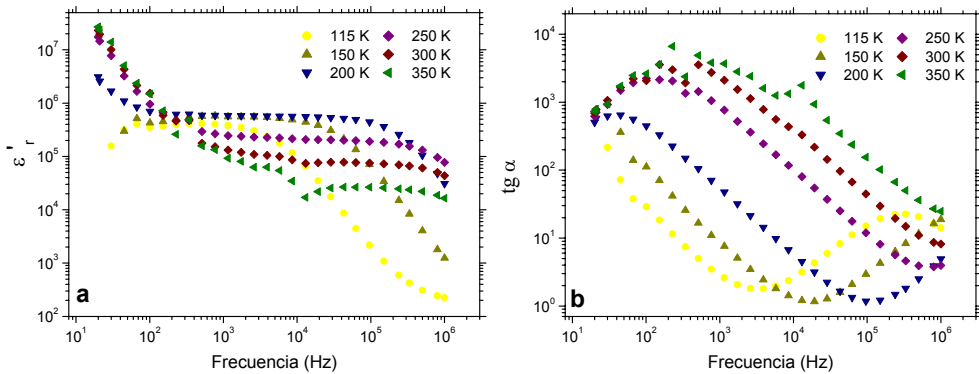 10⁷
10⁶
10⁵
10⁴
10³
10²
ε'r
115 K
150 K
200 K
250 K
300 K
350 K
a
10¹ 10² 10³ 10⁴ 10⁵ 10⁶
Frecuencia (Hz)
10⁴
10³
10²
10¹
10⁰
tg α
115 K
150 K
200 K
250 K
300 K
350 K
b
10¹ 10² 10³ 10⁴ 10⁵ 10⁶
Frecuencia (Hz)